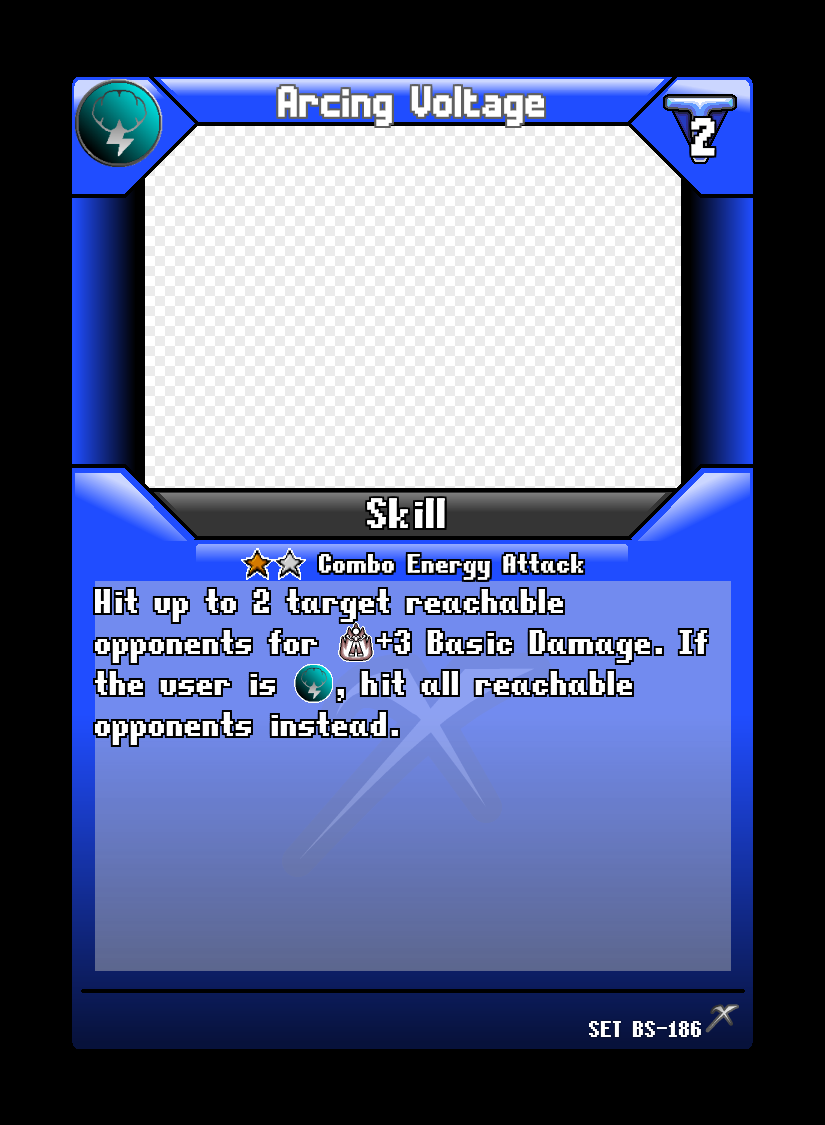 Arcing Voltage
2
Skill
Combo Energy Attack
Hit up to 2 target reachable
opponents for +3 Basic Damage. If
the user is , hit all reachable
opponents instead.
SET BS-186